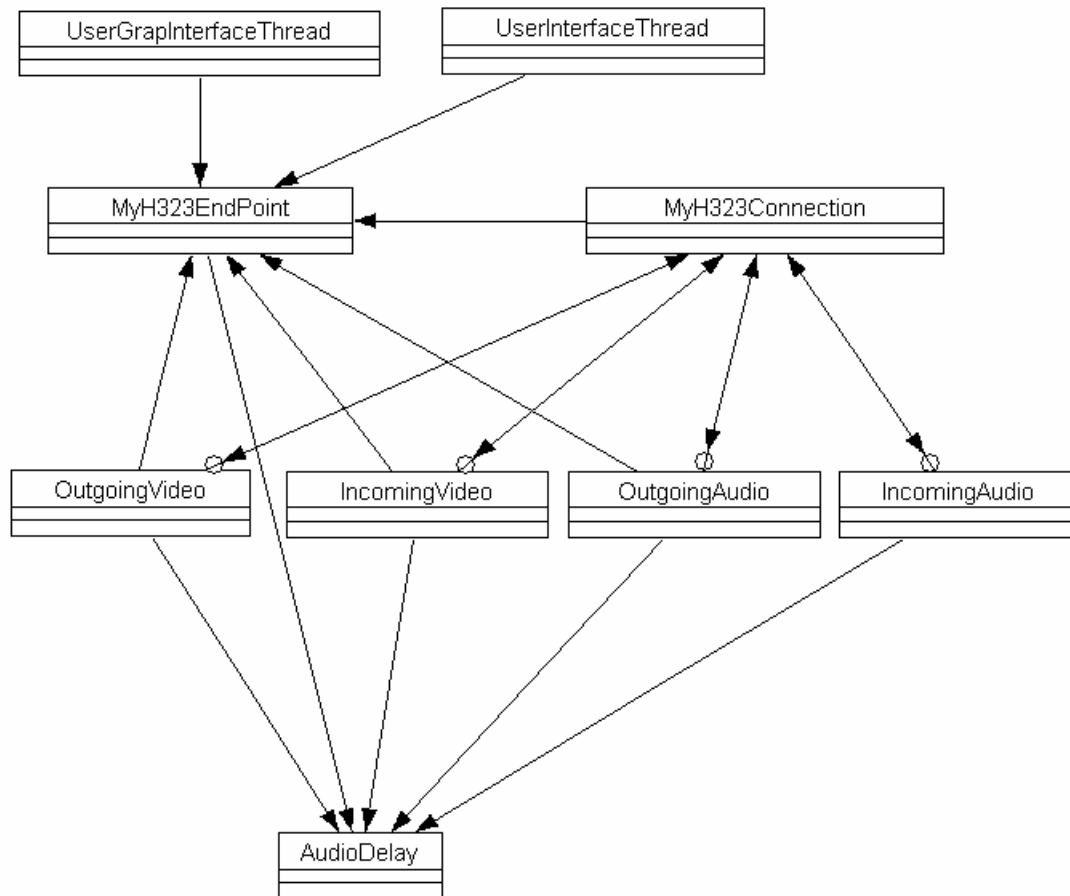 UserGrapInterfaceThread
UserInterfaceThread
MyH323EndPoint
MyH323Connection
OutgoingVideo
IncomingVideo
OutgoingAudio
IncomingAudio
AudioDelay